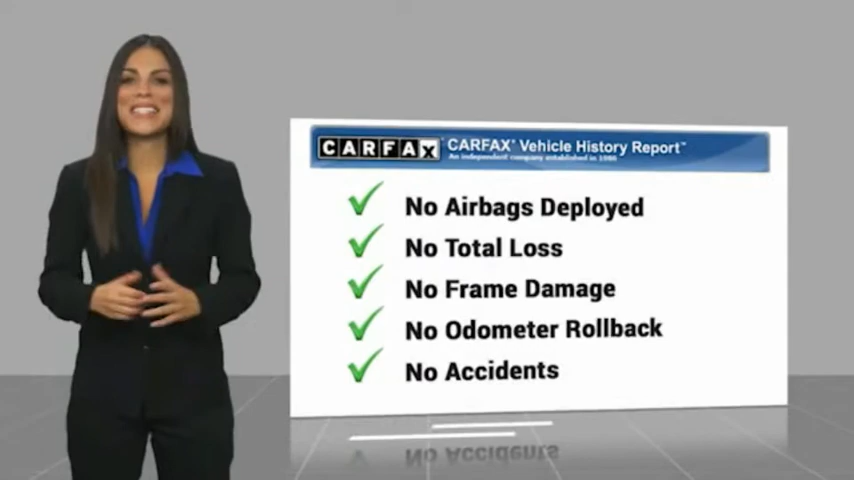 CARFAX CARFAX® Vehicle History Report™
An independent company established in 1986
No Airbags Deployed
No Total Loss
No Frame Damage
No Odometer Rollback
No Accidents